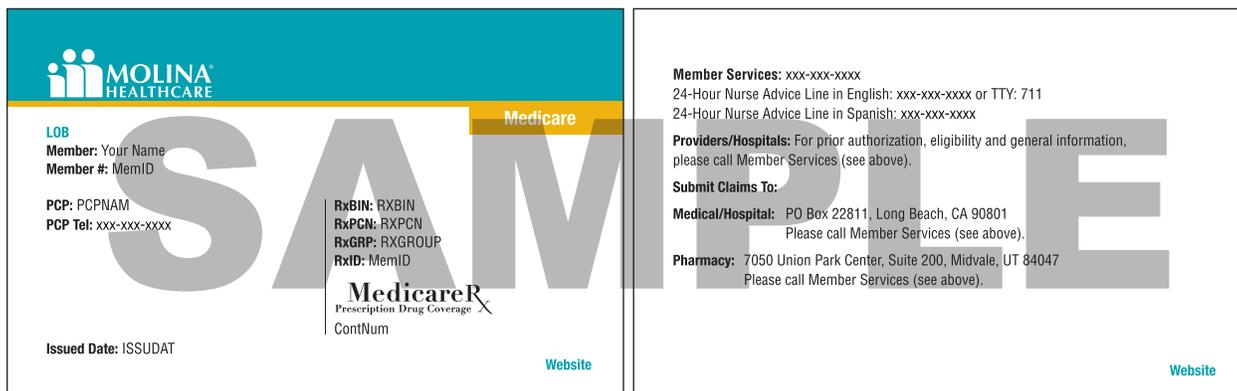 MOLINA®
HEALTHCARE
Medicare
LOB
Member: Your Name
Member #: MemID
PCP: PCPNAM
PCP Tel: xxx-xxx-xxxx
RxBIN: RXBIN
RxPCN: RXPCN
RxGRP: RXGROUP
RxID: MemID
MedicareRx
Prescription Drug Coverage
ContNum
Issued Date: ISSUDAT
Website
Member Services: xxx-xxx-xxxx
24-Hour Nurse Advice Line in English: xxx-xxx-xxxx or TTY: 711
24-Hour Nurse Advice Line in Spanish: xxx-xxx-xxxx
Providers/Hospitals: For prior authorization, eligibility and general information,
please call Member Services (see above).
Submit Claims To:
Medical/Hospital: PO Box 22811, Long Beach, CA 90801
Please call Member Services (see above).
Pharmacy: 7050 Union Park Center, Suite 200, Midvale, UT 84047
Please call Member Services (see above).
Website
SAMPLE